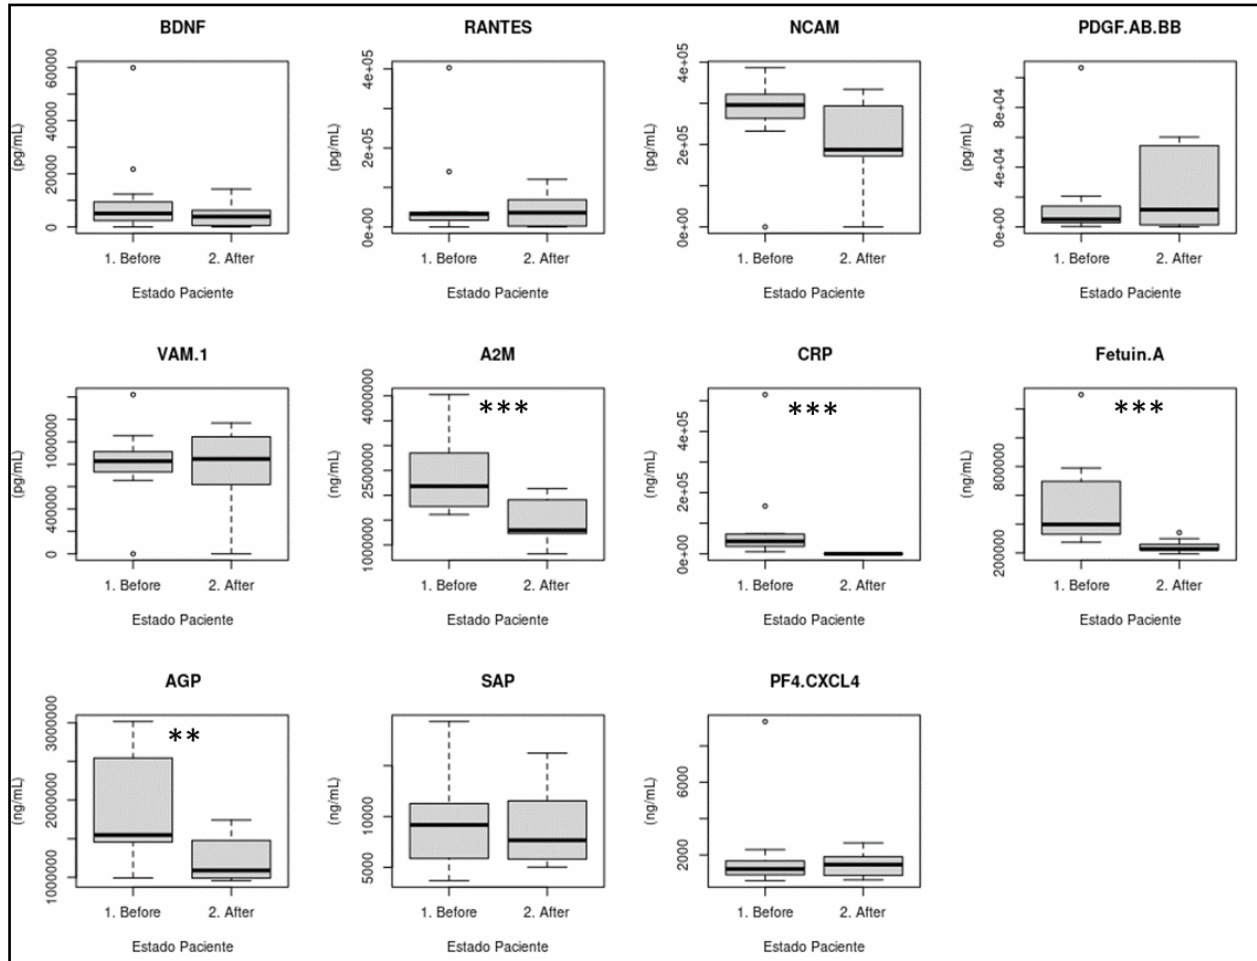 BDNF
(pg/mL)
60000
40000
20000
0
1. Before 2. After
Estado Paciente
RANTES
(pg/mL)
4e+05
2e+05
0e+00
1. Before 2. After
Estado Paciente
NCAM
(pg/mL)
4e+05
2e+05
0e+00
1. Before 2. After
Estado Paciente
PDGF.AB.BB
(pg/mL)
8e+04
4e+04
0e+00
1. Before 2. After
Estado Paciente
VAM.1
(pg/mL)
1000000
400000
0
1. Before 2. After
Estado Paciente
A2M
***
(ng/mL)
4000000
2500000
1000000
1. Before 2. After
Estado Paciente
CRP
***
(ng/mL)
4e+05
2e+05
0e+00
1. Before 2. After
Estado Paciente
Fetuin.A
***
(ng/mL)
800000
200000
1. Before 2. After
Estado Paciente
AGP
**
(ng/mL)
3000000
2000000
100000
1. Before 2. After
Estado Paciente
SAP
(ng/mL)
10000
50000
1. Before 2. After
Estado Paciente
PF4.CXCL4
(ng/mL)
6000
2000
1. Before 2. After
Estado Paciente